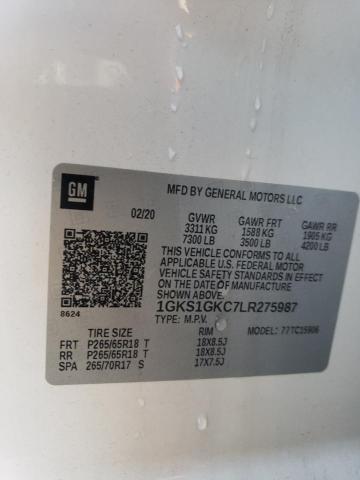 GM
MFD BY GENERAL MOTORS LLC
02/20 GVWR GAWR FRT GAWR RR
3311 KG 1588 KG 1905 KG
7300 LB 3500 LB 4200 LB
THIS VEHICLE CONFORMS TO ALL
APPLICABLE U.S. FEDERAL MOTOR
VEHICLE SAFETY STANDARDS IN EFFECT
ON THE DATE OF MANUFACTURE SHOWN
ABOVE.
1GKS1GKC7LR275987
TYPE: M.P.V. MODEL: 77TC15906
8624
TIRE SIZE RIM
FRT P265/65R18 T 18X8.5J
RR P265/65R18 T 18X8.5J
SPA 265/70R17 S 17X7.5J